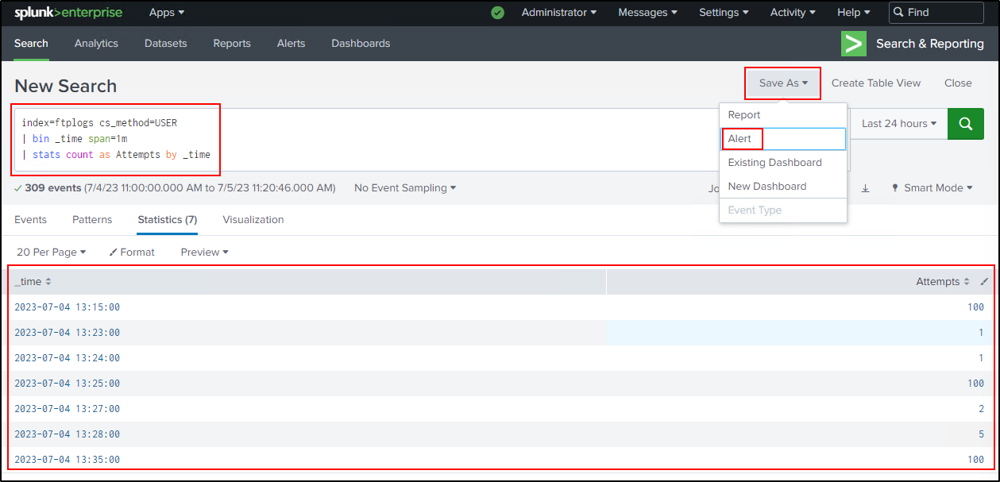 splunk>enterprise Apps Administrator Messages Settings Activity Help Find
Search Analytics Datasets Reports Alerts Dashboards Search & Reporting
New Search Save As Create Table View Close
Report
index=ftplogs cs_method=USER
| bin _time span=1m
| stats count as Attempts by _time
Last 24 hours
Alert
Existing Dashboard
New Dashboard
Event Type
309 events (7/4/23 11:00:00.000 AM to 7/5/23 11:20:46.000 AM) No Event Sampling Jo Smart Mode
Events Patterns Statistics (7) Visualization
20 Per Page Format Preview
_time Attempts
2023-07-04 13:15:00 100
2023-07-04 13:23:00 1
2023-07-04 13:24:00 1
2023-07-04 13:25:00 100
2023-07-04 13:27:00 2
2023-07-04 13:28:00 5
2023-07-04 13:35:00 100